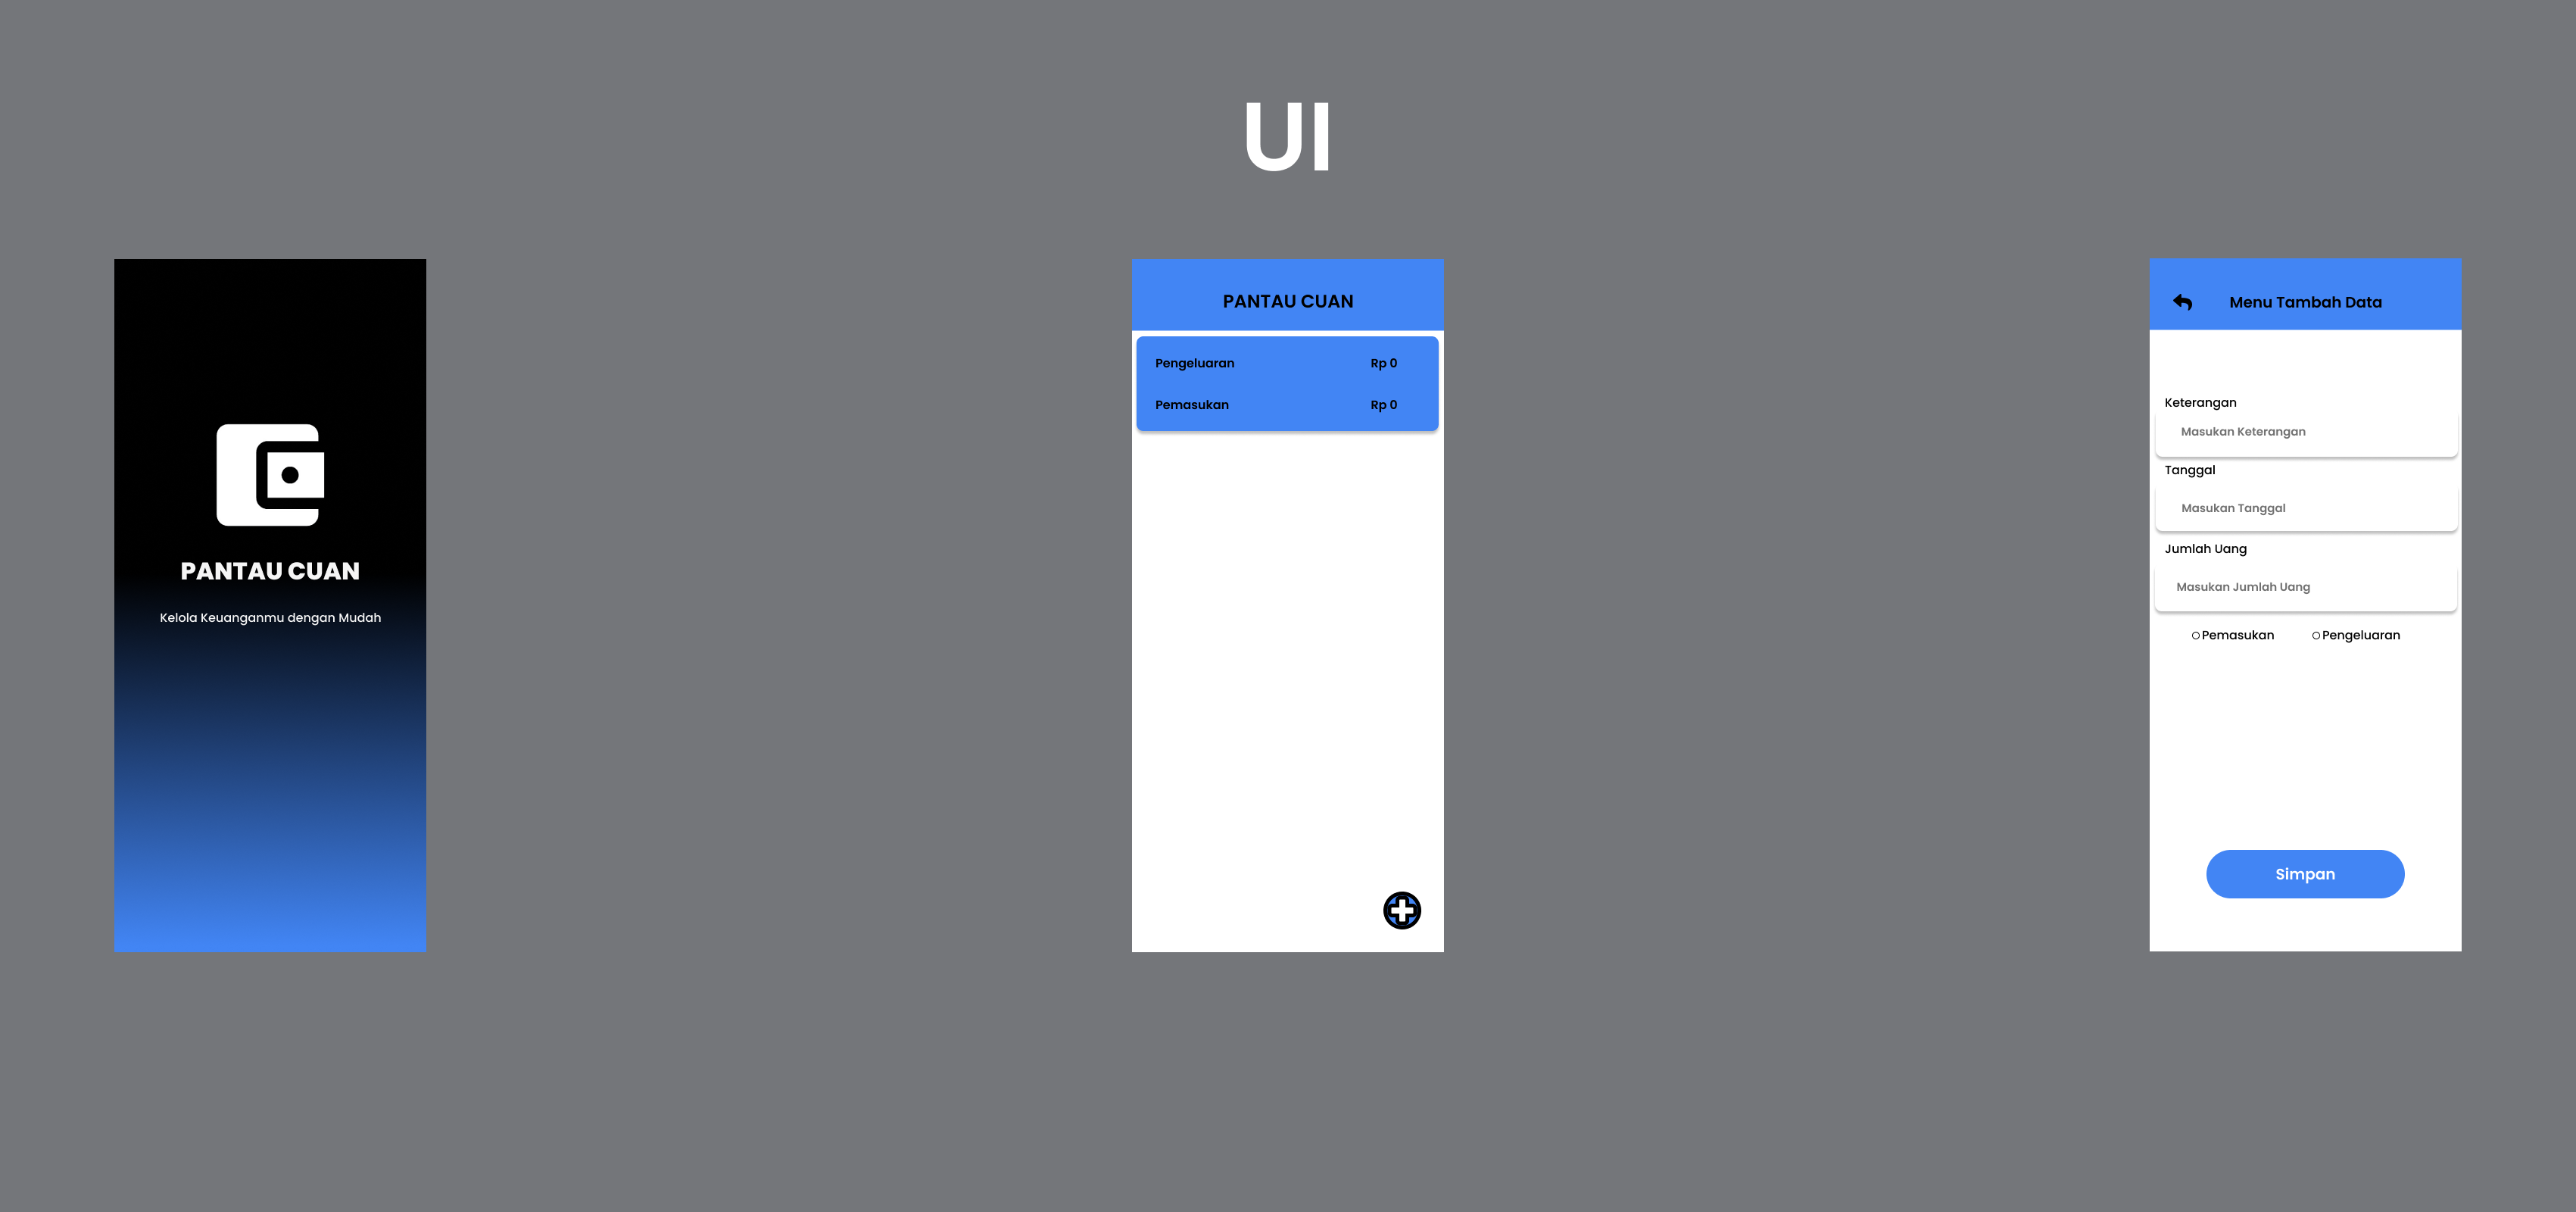 UI
PANTAU CUAN
Kelola Keuanganmu dengan Mudah
PANTAU CUAN
Pengeluaran Rp 0
Pemasukan Rp 0
Menu Tambah Data
Keterangan
Masukan Keterangan
Tanggal
Masukan Tanggal
Jumlah Uang
Masukan Jumlah Uang
Pemasukan Pengeluaran
Simpan